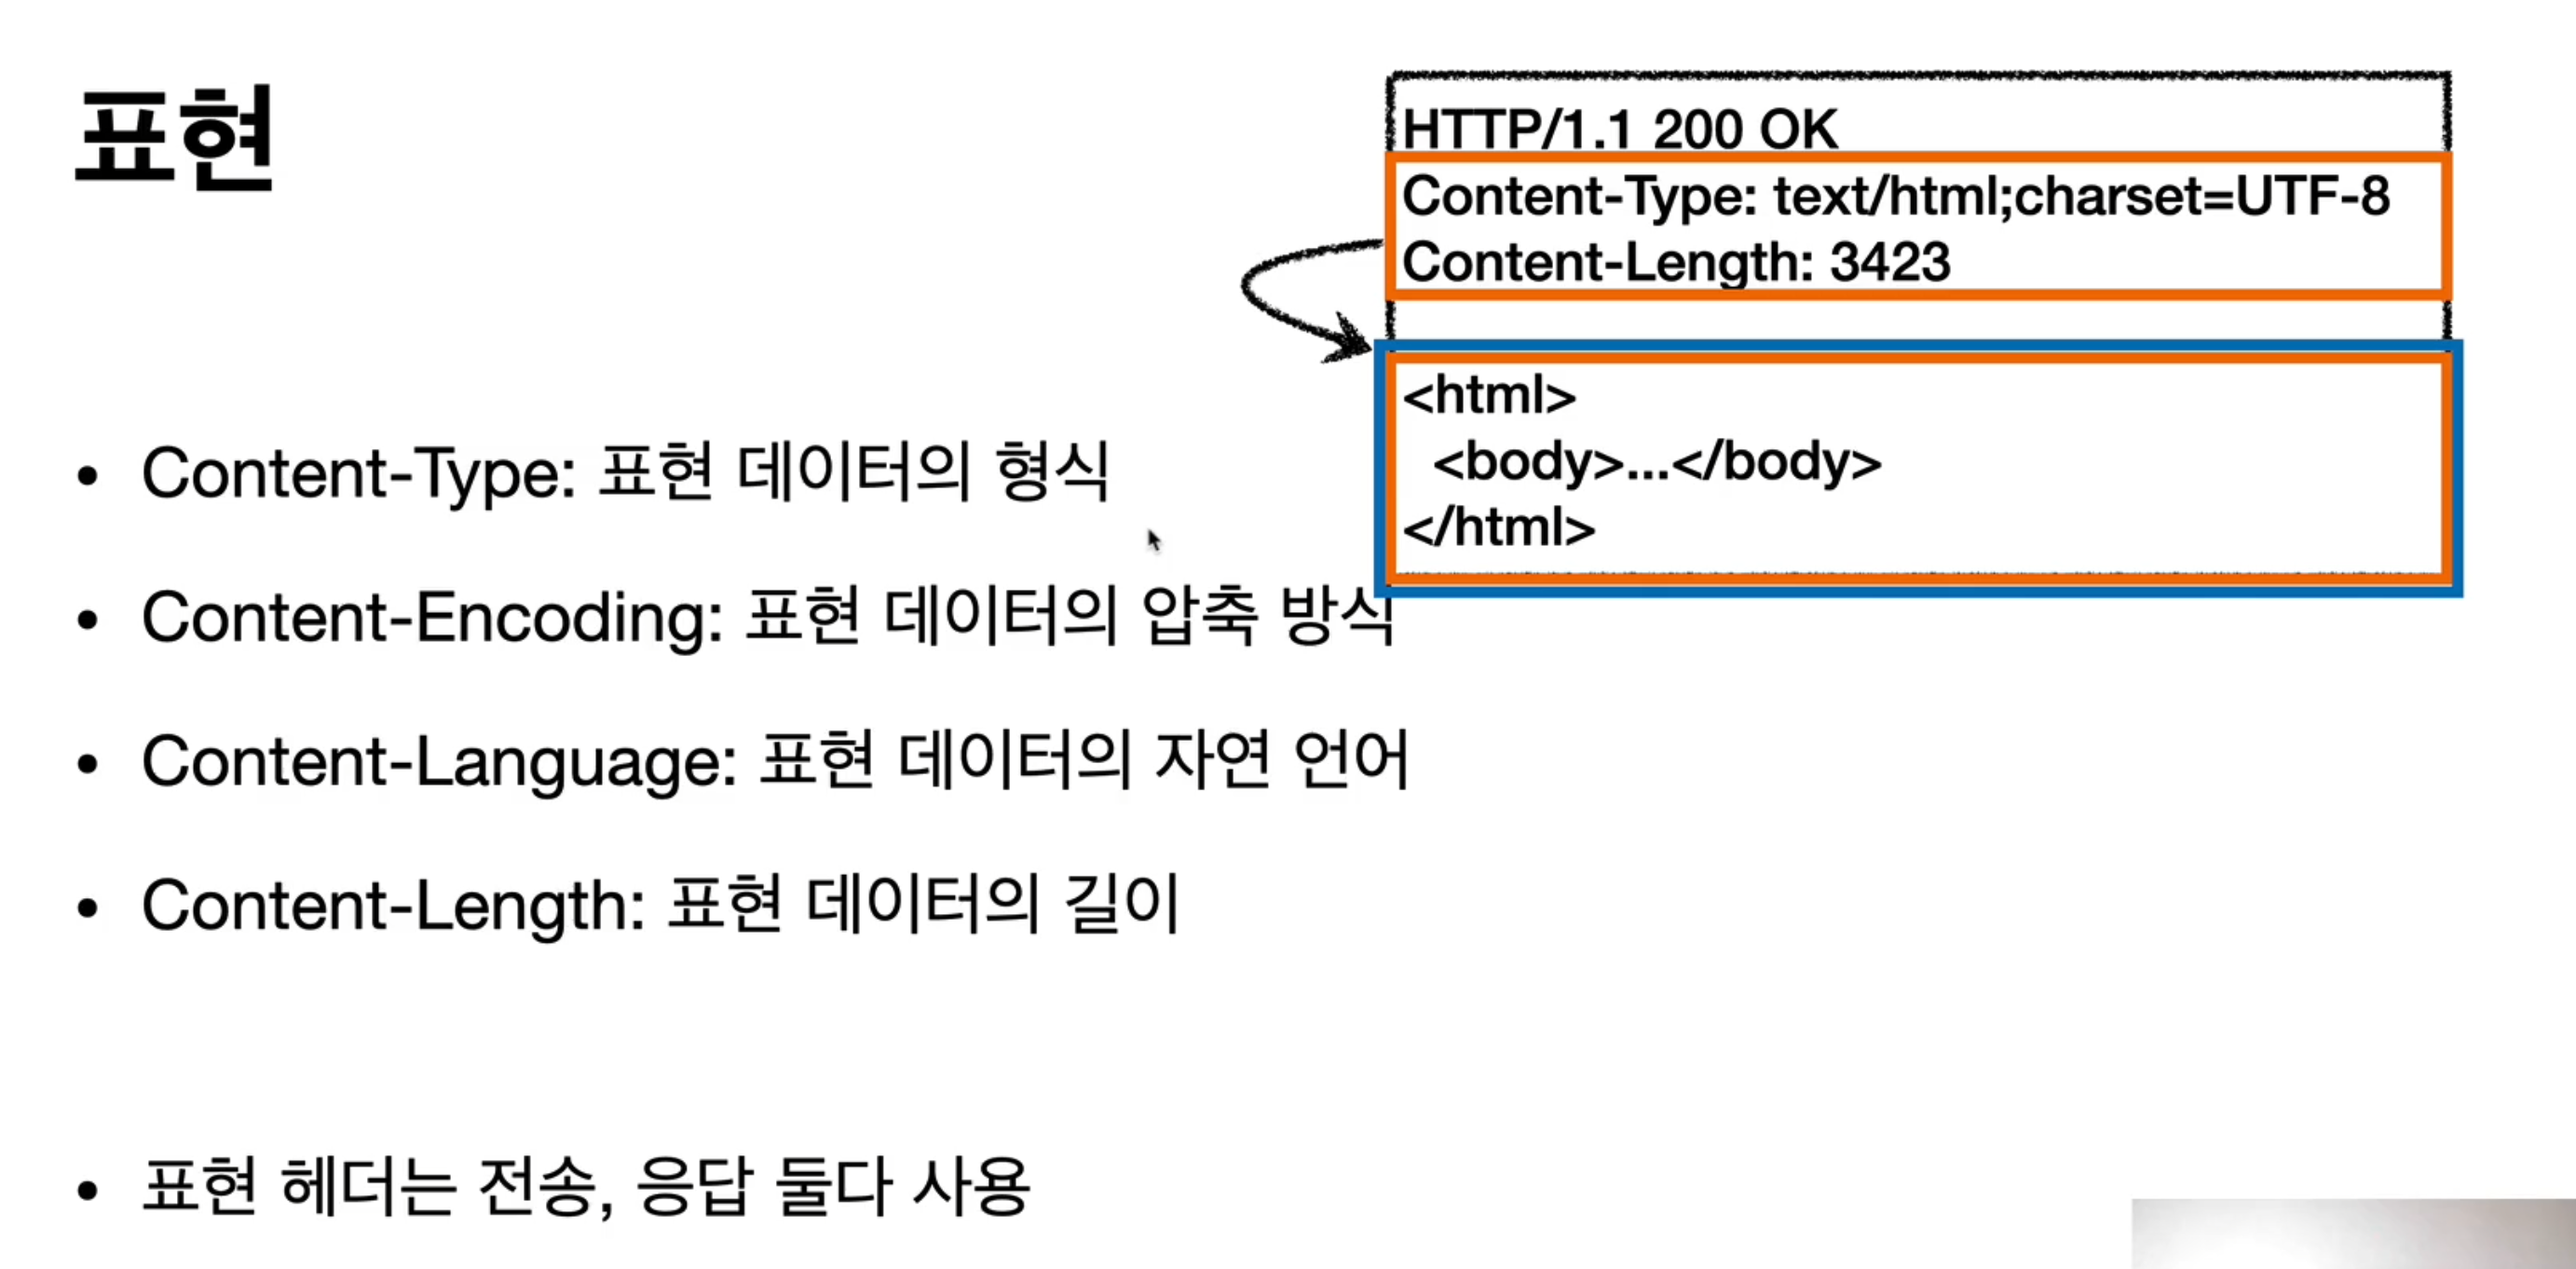 표현
HTTP/1.1 200 OK
Content-Type: text/html;charset=UTF-8
Content-Length: 3423
<html>
<body>...</body>
</html>
• Content-Type: 표현 데이터의 형식
• Content-Encoding: 표현 데이터의 압축 방식
• Content-Language: 표현 데이터의 자연 언어
• Content-Length: 표현 데이터의 길이
• 표현 헤더는 전송, 응답 둘다 사용